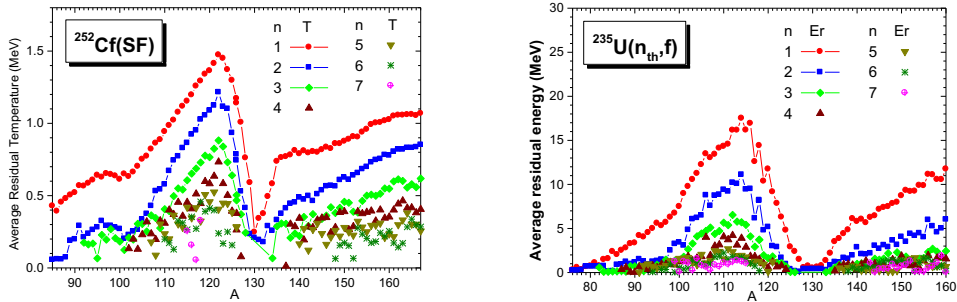 Average Residual Temperature (MeV)
1.5
1.0
0.5
0.0
²⁵²Cf(SF)
n T n T
1 5
2 6
3 7
4
90 100 110 120 130 140 150 160
A
Average residual energy (MeV)
35
30
25
20
15
10
5
0
²³⁵U(nth,f)
n Er n Er
1 5
2 6
3 7
4
80 90 100 110 120 130 140 150 160
A